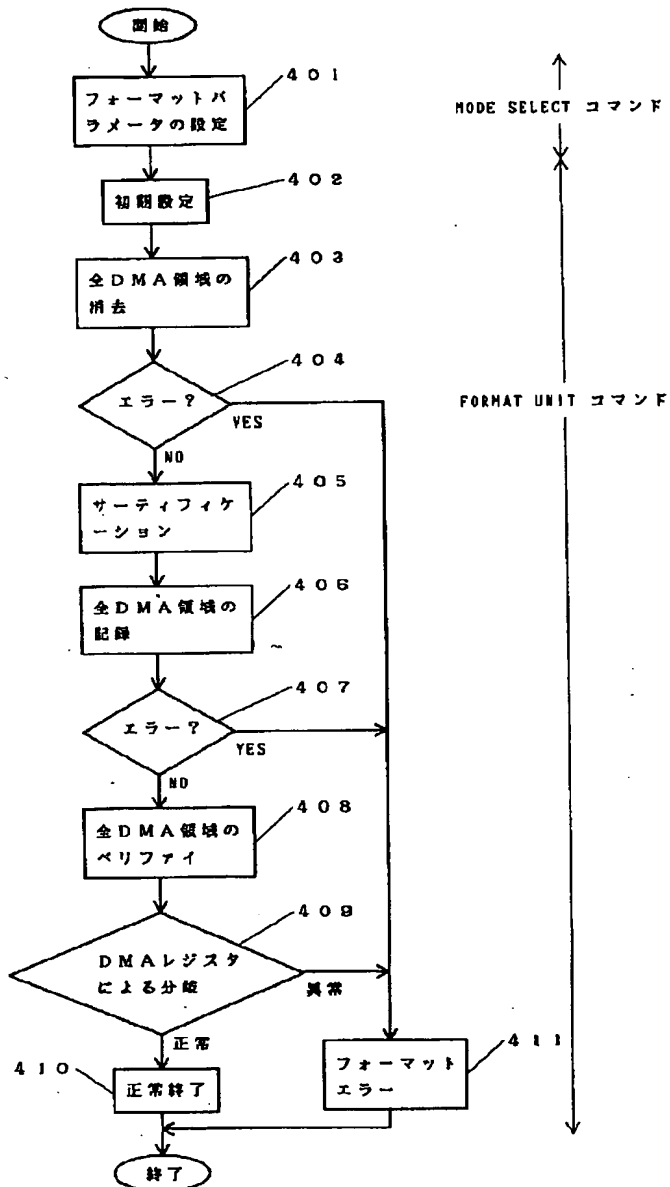 開始
401
フォーマットパ
ラメータの設定
MODE SELECT コマンド
402
初期設定
403
全DMA領域の
消去
404
エラー?
YES
NO
FORMAT UNIT コマンド
405
サーティフィケ
ーション
406
全DMA領域の
記録
407
エラー?
YES
NO
408
全DMA領域の
ベリファイ
409
DMAレジスタ
による分岐
異常
正常
410
正常終了
411
フォーマット
エラー
終了